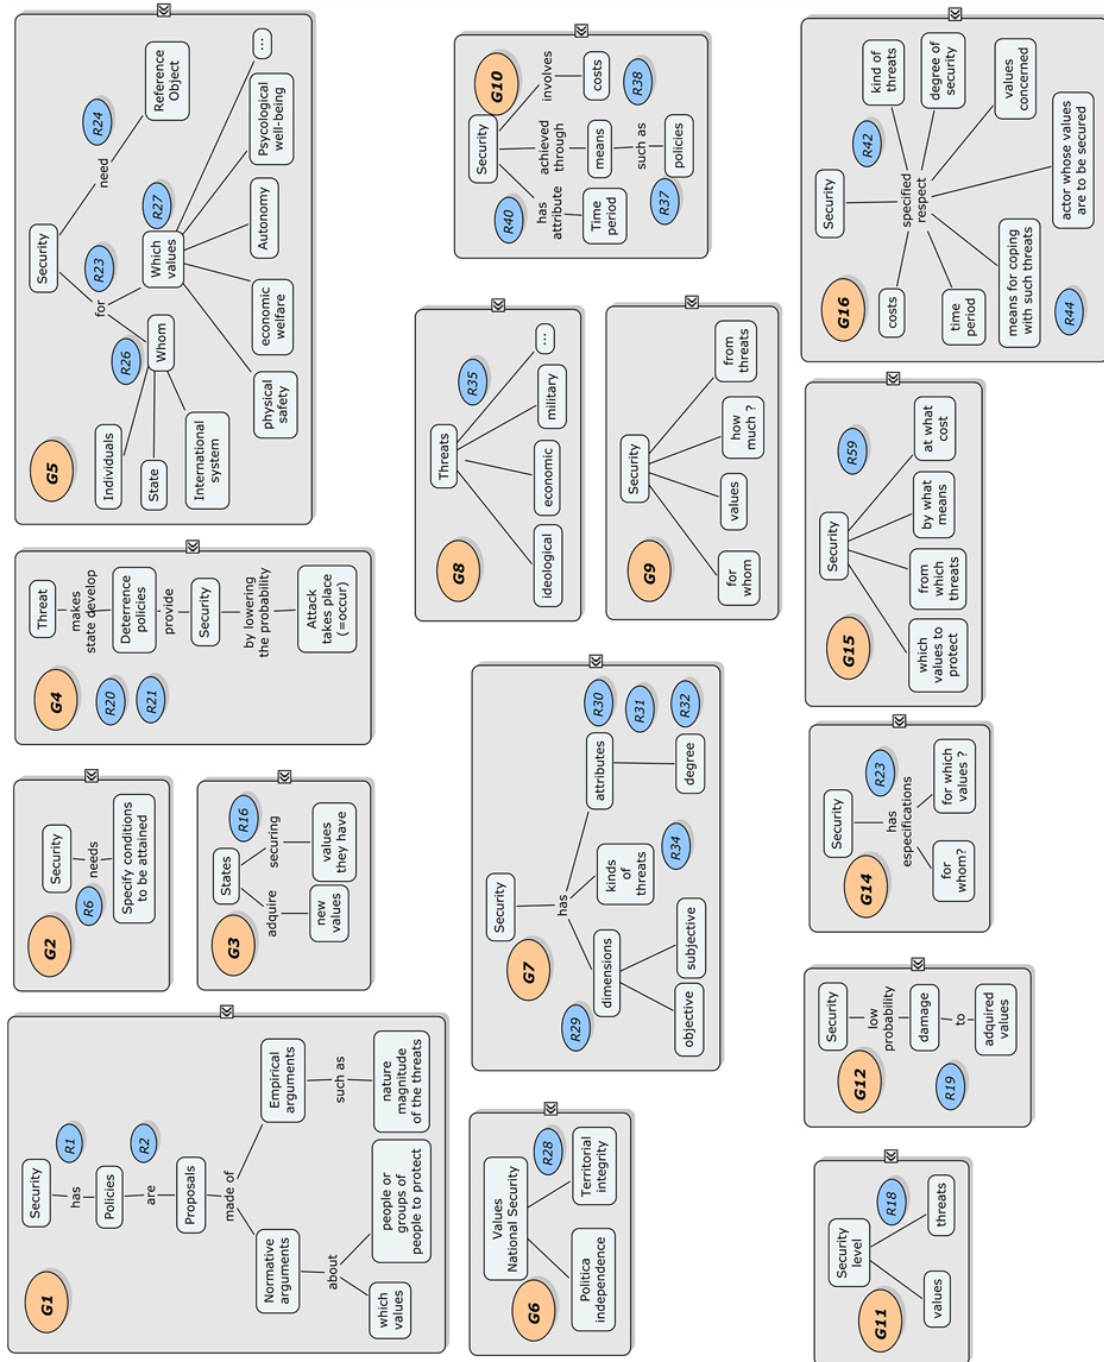 G1
Security
has
R1
Policies
are
R2
Proposals
made of
Normative
arguments
Empirical
arguments
about
such as
which
values
people or
groups of
people to protect
nature
magnitude
of the threats
G2
Security
R6
needs
Specify conditions
to be attained
G3
States
R16
adquire
securing
new
values
values
they have
G4
R20
R21
Threat
makes
state develop
Deterrence
policies
provide
Security
by lowering
the probability
Attack
takes place
(=occur)
G5
Security
for
R23
need
R24
Reference
Object
R26
R27
Whom
Which
values
Individuals
State
International
system
physical
safety
economic
welfare
Autonomy
Psycological
well-being
...
G6
Values
National Security
R28
Politica
independence
Territorial
integrity
G7
Security
has
R29
dimensions
kinds
of
threats
R34
attributes
R30
R31
R32
objective
subjective
degree
G8
Threats
R35
ideological
economic
military
...
G9
Security
for
whom
values
how
much ?
from
threats
G10
Security
R40
has
attribute
achieved
through
involves
Time
period
means
costs
R38
R37
such as
policies
G11
Security
level
R18
values
threats
G12
R19
Security
low
probability
damage
to
adquired
values
G14
Security
R23
has
especifications
for
whom?
for which
values ?
G15
Security
R59
which
values to
protect
from
which
threats
by what
means
at what
cost
G16
Security
R42
specified
respect
costs
time
period
means for coping
with such threats
R44
actor whose values
are to be secured
values
concerned
degree of
security
kind of
threats